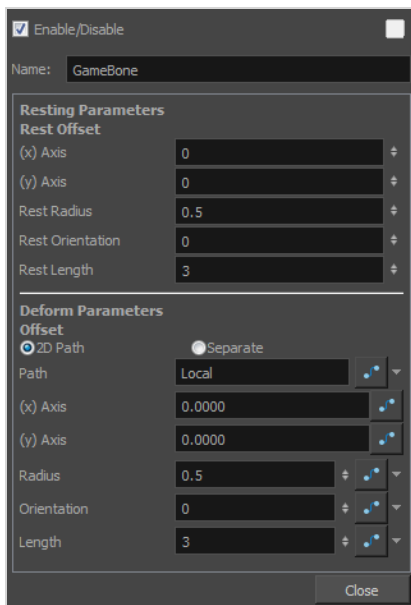 Enable/Disable
Name: GameBone
Resting Parameters
Rest Offset
(x) Axis 0
(y) Axis 0
Rest Radius 0.5
Rest Orientation 0
Rest Length 3
Deform Parameters
Offset
2D Path Separate
Path Local
(x) Axis 0.0000
(y) Axis 0.0000
Radius 0.5
Orientation 0
Length 3
Close